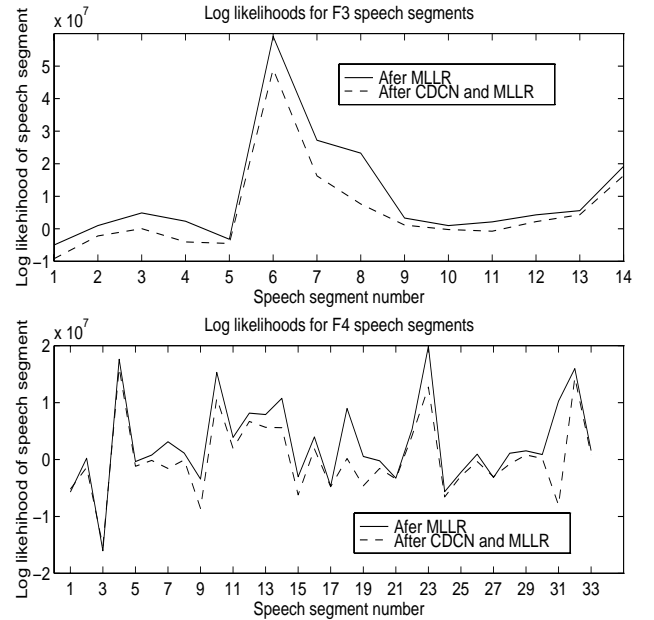 Log likelihoods for F3 speech segments
x 10^7
Log likehihood of speech segment
5
4
3
2
1
0
−1
Afer MLLR
After CDCN and MLLR
1 2 3 4 5 6 7 8 9 10 11 12 13 14
Speech segment number
Log likelihoods for F4 speech segments
x 10^7
Log likehihood of speech segment
2
1
0
−1
−2
Afer MLLR
After CDCN and MLLR
1 3 5 7 9 11 13 15 17 19 21 23 25 27 29 31 33
Speech segment number